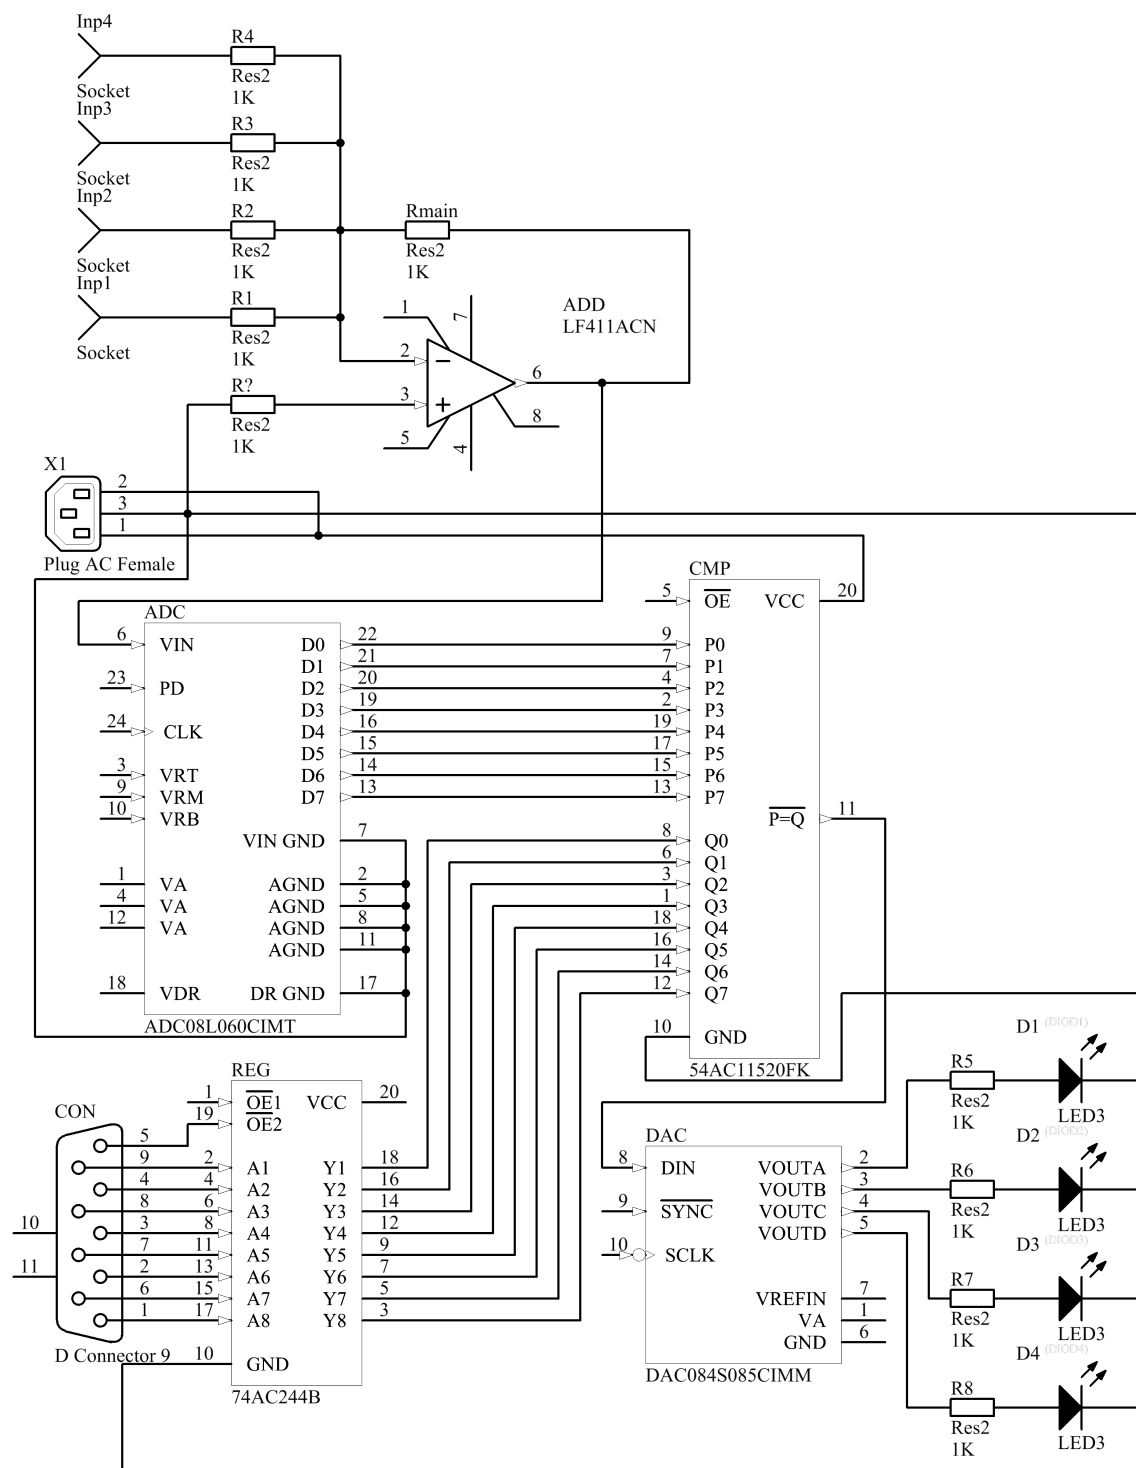 Inp4
R4
Res2
1K
Socket
Inp3
R3
Res2
1K
Socket
Inp2
R2
Res2
1K
Socket
Inp1
R1
Res2
1K
Socket
Rmain
Res2
1K
ADD
LF411ACN
1
7
2
6
3
8
5
4
R?
Res2
1K
X1
2
3
1
Plug AC Female
ADC
6 VIN
23 PD
24 CLK
3 VRT
9 VRM
10 VRB
1 VA
4 VA
12 VA
18 VDR
D0 22
D1 21
D2 20
D3 19
D4 16
D5 15
D6 14
D7 13
VIN GND 7
AGND 2
AGND 5
AGND 8
AGND 11
DR GND 17
ADC08L060CIMT
CMP
5 OE
VCC 20
9 P0
7 P1
4 P2
2 P3
19 P4
17 P5
15 P6
13 P7
P=Q 11
8 Q0
6 Q1
3 Q2
1 Q3
18 Q4
16 Q5
14 Q6
12 Q7
10 GND
54AC11520FK
CON
5
9
4
8
3
7
2
6
1
10
11
D Connector 9
REG
1 OE1
19 OE2
2 A1
4 A2
6 A3
8 A4
11 A5
13 A6
15 A7
17 A8
10 GND
VCC 20
Y1 18
Y2 16
Y3 14
Y4 12
Y5 9
Y6 7
Y7 5
Y8 3
74AC244B
DAC
8 DIN
9 SYNC
10 SCLK
VOUTA 2
VOUTB 3
VOUTC 4
VOUTD 5
VREFIN 7
VA 1
GND 6
DAC084S085CIMM
D1 (DIOD1)
R5
Res2
1K
LED3
D2 (DIOD2)
R6
Res2
1K
LED3
D3 (DIOD3)
R7
Res2
1K
LED3
D4 (DIOD4)
R8
Res2
1K
LED3